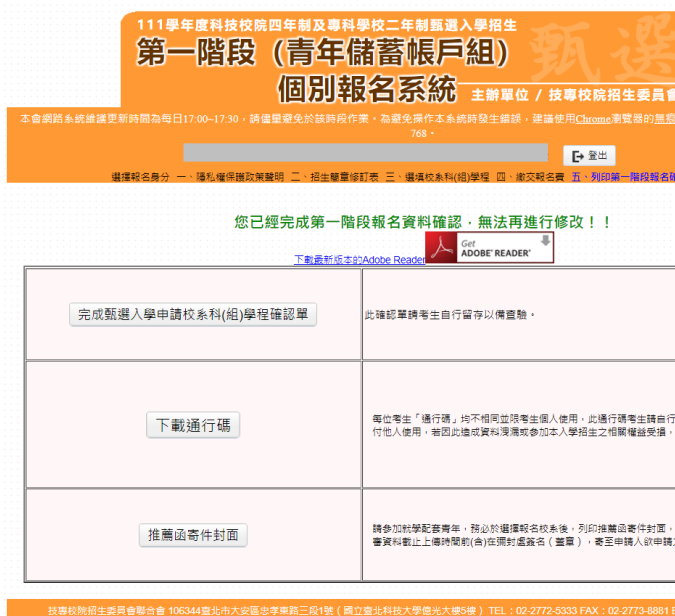 111學年度科技校院四年制及專科學校二年制甄選入學招生
甄選
第一階段（青年儲蓄帳戶組）
個別報名系統 主辦單位 / 技專校院招生委員會
本會網路系統維護更新時間為每日17:00~17:30，請儘量避免於該時段作業。為避免操作本系統時發生錯誤，建議使用Chrome瀏覽器的無痕
768。
登出
選擇報名身分 一、隱私權保護政策聲明 二、招生簡章修訂表 三、選填校系科(組)學程 四、繳交報名費 五、列印第一階段報名確
您已經完成第一階段報名資料確認，無法再進行修改！！
下載最新版本的Adobe Reader
Get
ADOBE® READER®
完成甄選入學申請校系科(組)學程確認單
此確認單請考生自行留存以備查驗。
下載通行碼
每位考生「通行碼」均不相同並限考生個人使用，此通行碼考生請自行
付他人使用，若因此造成資料洩漏或參加本入學招生之相關權益受損，
推薦函寄件封面
請參加就學配套青年，務必於選擇報名校系後，列印推薦函寄件封面，
審資料截止上傳時間前(含)在彌封處簽名（蓋章），寄至申請人欲申請
技專校院招生委員會聯合會 106344臺北市大安區忠孝東路三段1號（國立臺北科技大學億光大樓5樓）TEL：02-2772-5333 FAX：02-2773-8881